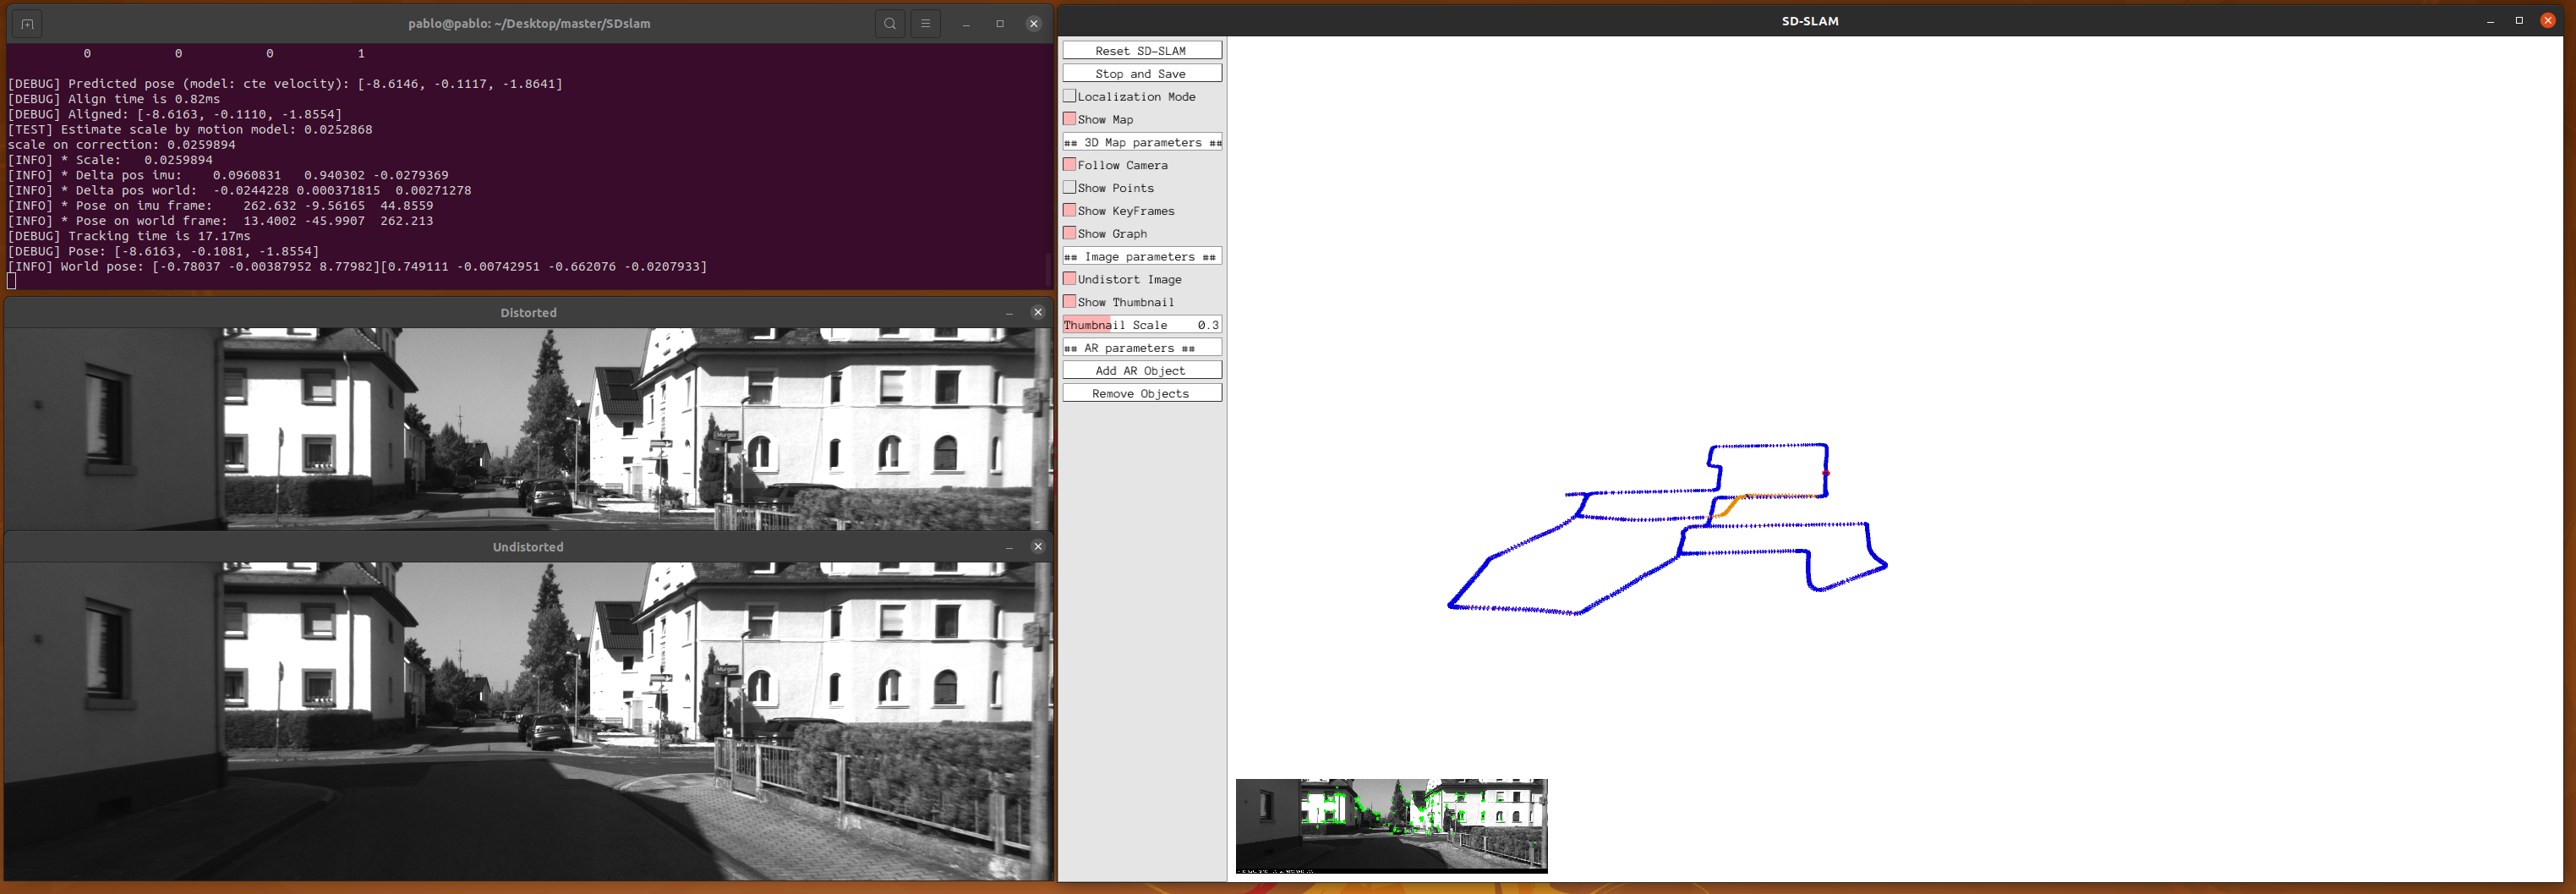 pablo@pablo: ~/Desktop/master/SDslam
0 0 0 1
[DEBUG] Predicted pose (model: cte velocity): [-8.6146, -0.1117, -1.8641]
[DEBUG] Align time is 0.82ms
[DEBUG] Aligned: [-8.6163, -0.1110, -1.8554]
[TEST] Estimate scale by motion model: 0.0252868
scale on correction: 0.0259894
[INFO] * Scale: 0.0259894
[INFO] * Delta pos imu: 0.0960831 0.940302 -0.0279369
[INFO] * Delta pos world: -0.0244228 0.000371815 0.00271278
[INFO] * Pose on imu frame: 262.632 -9.56165 44.8559
[INFO] * Pose on world frame: 13.4002 -45.9907 262.213
[DEBUG] Tracking time is 17.17ms
[DEBUG] Pose: [-8.6163, -0.1081, -1.8554]
[INFO] World pose: [-0.78037 -0.00387952 8.77982][0.749111 -0.00742951 -0.662076 -0.0207933]
Distorted
Murgstr
Undistorted
Murgstr
SD-SLAM
Reset SD-SLAM
Stop and Save
Localization Mode
Show Map
## 3D Map parameters ##
Follow Camera
Show Points
Show KeyFrames
Show Graph
## Image parameters ##
Undistort Image
Show Thumbnail
Thumbnail Scale 0.3
## AR parameters ##
Add AR Object
Remove Objects